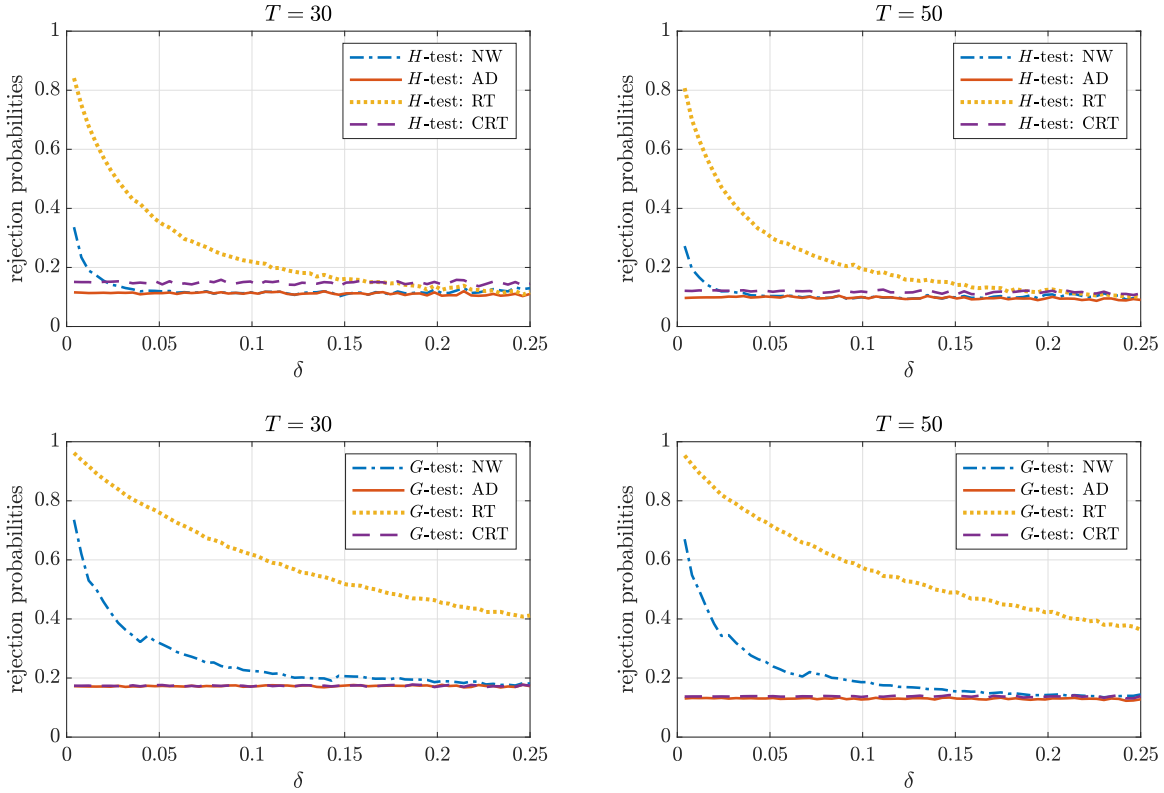 T = 30
rejection probabilities
1
0.8
0.6
0.4
0.2
0
0
0.05
0.1
0.15
0.2
0.25
δ
H-test: NW
H-test: AD
H-test: RT
H-test: CRT
T = 50
rejection probabilities
1
0.8
0.6
0.4
0.2
0
0
0.05
0.1
0.15
0.2
0.25
δ
H-test: NW
H-test: AD
H-test: RT
H-test: CRT
T = 30
rejection probabilities
1
0.8
0.6
0.4
0.2
0
0
0.05
0.1
0.15
0.2
0.25
δ
G-test: NW
G-test: AD
G-test: RT
G-test: CRT
T = 50
rejection probabilities
1
0.8
0.6
0.4
0.2
0
0
0.05
0.1
0.15
0.2
0.25
δ
G-test: NW
G-test: AD
G-test: RT
G-test: CRT